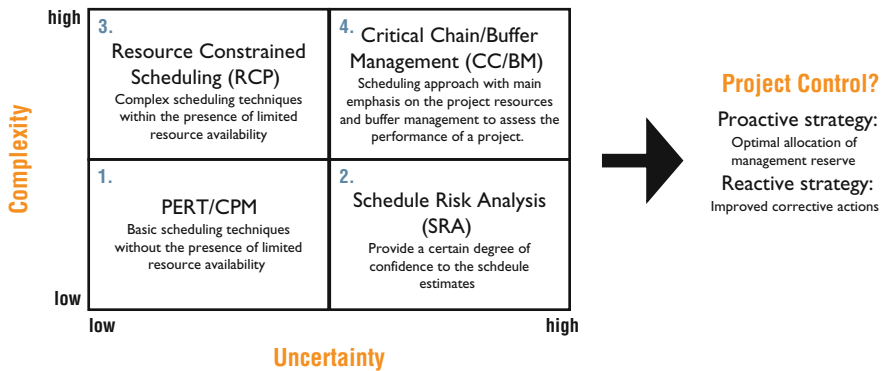 high
3.
Resource Constrained
Scheduling (RCP)
Complex scheduling techniques
within the presence of limited
resource availability
4.
Critical Chain/Buffer
Management (CC/BM)
Scheduling approach with main
emphasis on the project resources
and buffer management to assess the
performance of a project.
Complexity
1.
PERT/CPM
Basic scheduling techniques
without the presence of limited
resource availability
2.
Schedule Risk Analysis
(SRA)
Provide a certain degree of
confidence to the schdeule
estimates
low
low
high
Uncertainty
Project Control?
Proactive strategy:
Optimal allocation of
management reserve
Reactive strategy:
Improved corrective actions